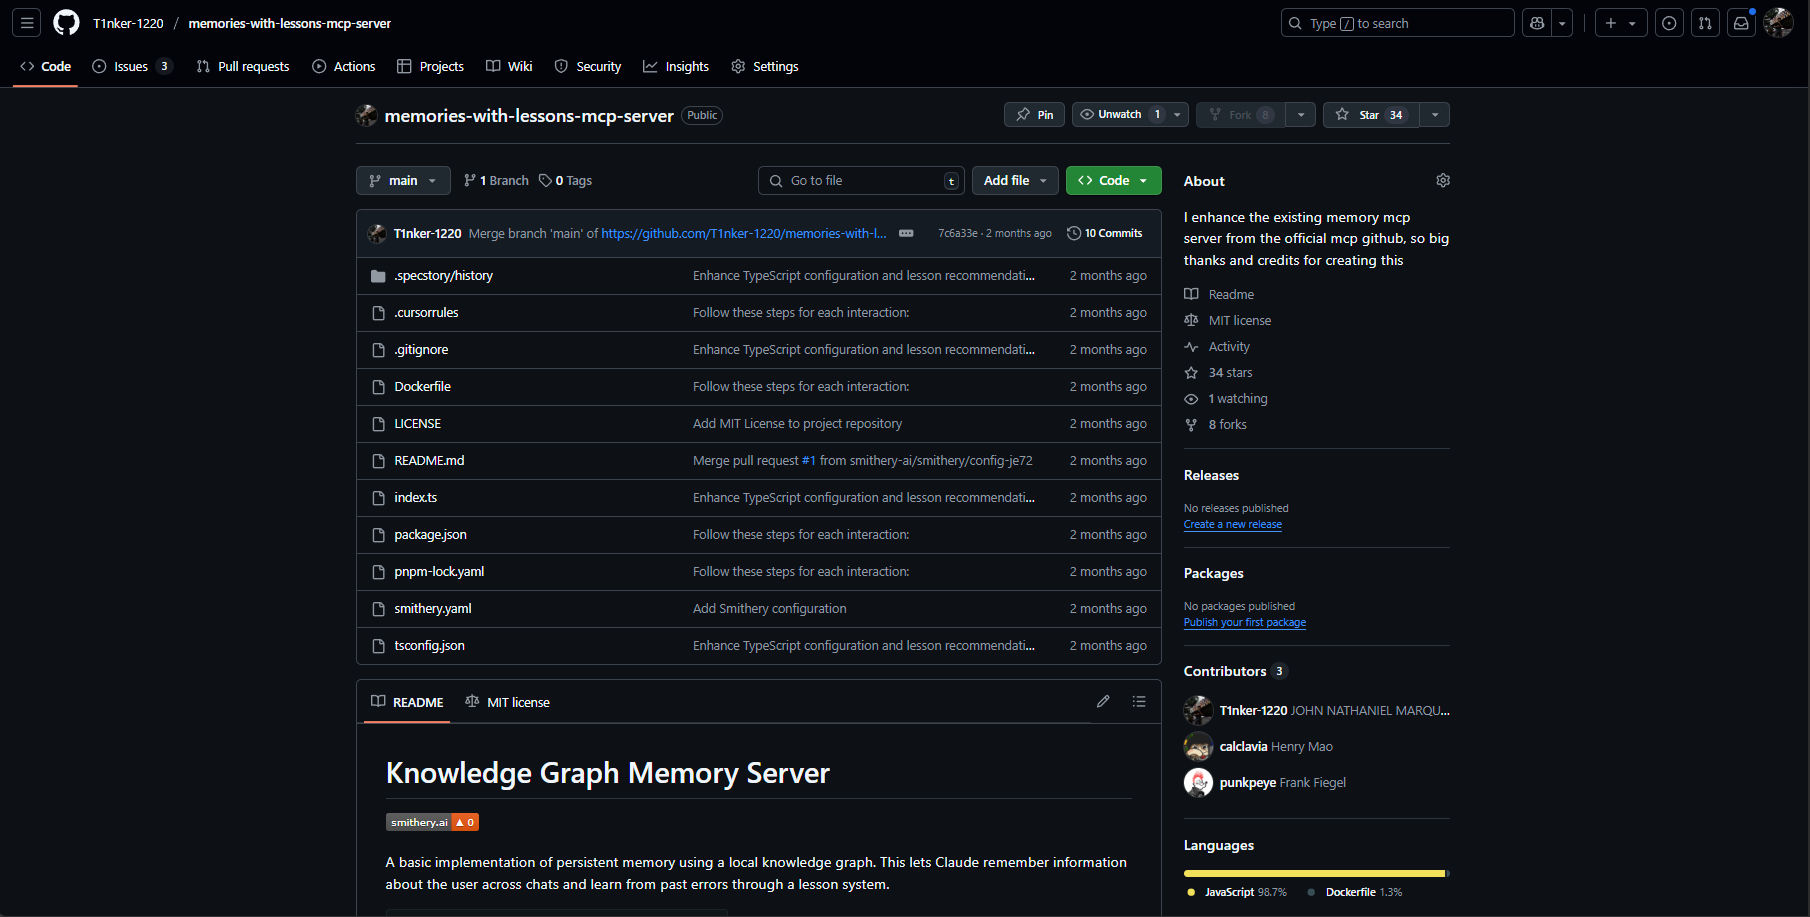 T1nker-1220 / memories-with-lessons-mcp-server
Type / to search
Code
Issues 3
Pull requests
Actions
Projects
Wiki
Security
Insights
Settings
memories-with-lessons-mcp-server Public
Pin
Unwatch 1
Fork 8
Star 34
main
1 Branch
0 Tags
Go to file t
Add file
Code
T1nker-1220 Merge branch 'main' of https://github.com/T1nker-1220/memories-with-l... 7c6a33e · 2 months ago 10 Commits
.specstory/history Enhance TypeScript configuration and lesson recommendati... 2 months ago
.cursorrules Follow these steps for each interaction: 2 months ago
.gitignore Enhance TypeScript configuration and lesson recommendati... 2 months ago
Dockerfile Follow these steps for each interaction: 2 months ago
LICENSE Add MIT License to project repository 2 months ago
README.md Merge pull request #1 from smithery-ai/smithery/config-je72 2 months ago
index.ts Enhance TypeScript configuration and lesson recommendati... 2 months ago
package.json Follow these steps for each interaction: 2 months ago
pnpm-lock.yaml Follow these steps for each interaction: 2 months ago
smithery.yaml Add Smithery configuration 2 months ago
tsconfig.json Enhance TypeScript configuration and lesson recommendati... 2 months ago
README
MIT license
Knowledge Graph Memory Server
smithery.ai ▲ 0
A basic implementation of persistent memory using a local knowledge graph. This lets Claude remember information
about the user across chats and learn from past errors through a lesson system.
About
I enhance the existing memory mcp
server from the official mcp github, so big
thanks and credits for creating this
Readme
MIT license
Activity
34 stars
1 watching
8 forks
Releases
No releases published
Create a new release
Packages
No packages published
Publish your first package
Contributors 3
T1nker-1220 JOHN NATHANIEL MARQU...
calclavia Henry Mao
punkpeye Frank Fiegel
Languages
JavaScript 98.7%
Dockerfile 1.3%